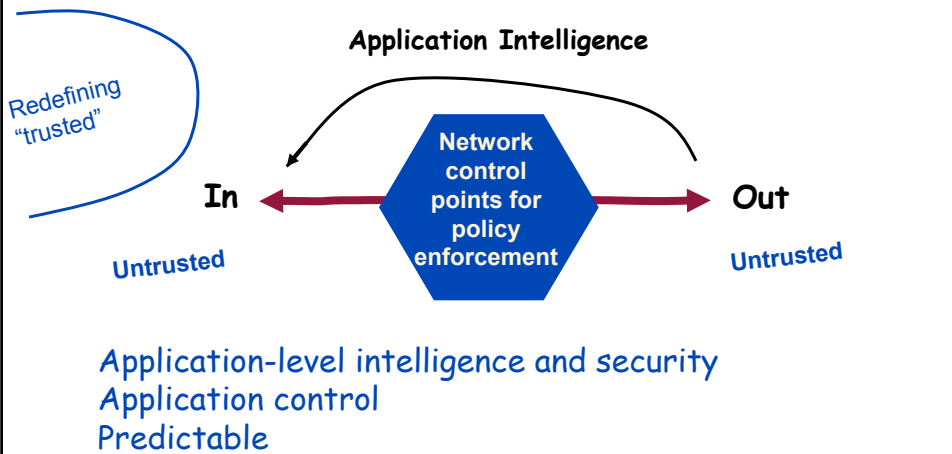 Application Intelligence
Redefining
“trusted”
Network
control
points for
policy
enforcement
In
Out
Untrusted
Untrusted
Application-level intelligence and security
Application control
Predictable